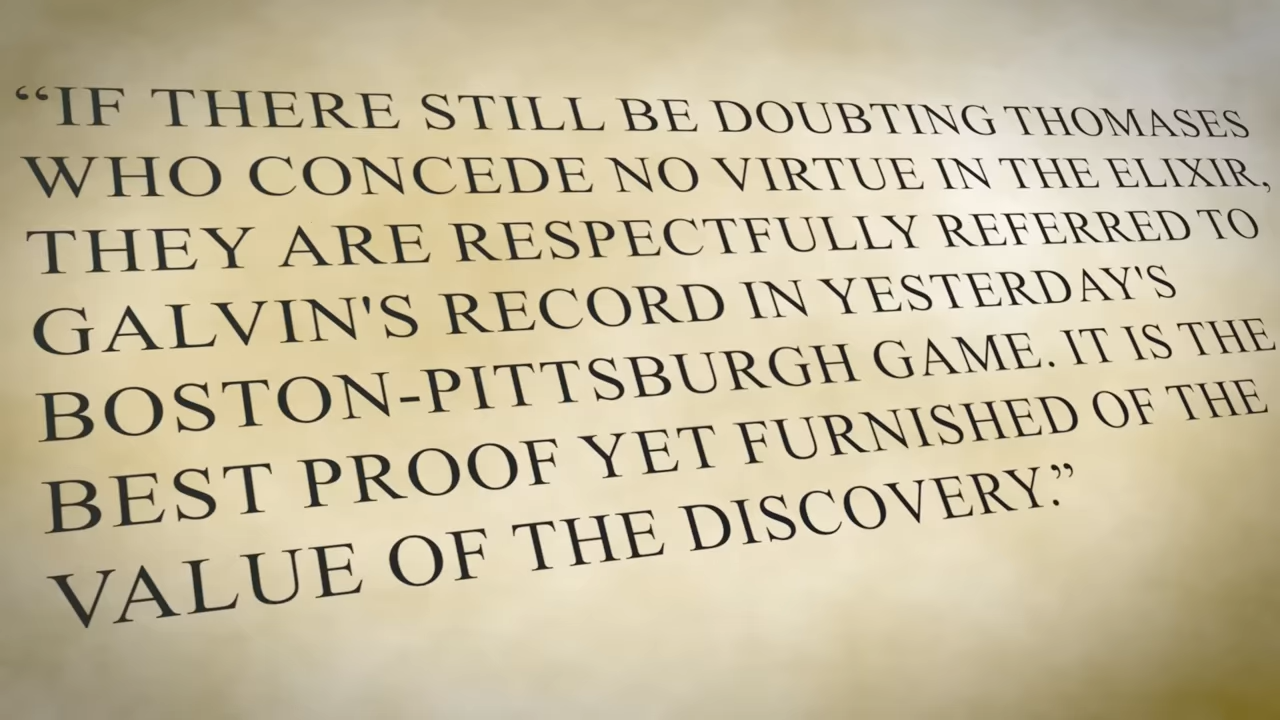 “IF THERE STILL BE DOUBTING THOMASES
WHO CONCEDE NO VIRTUE IN THE ELIXIR,
THEY ARE RESPECTFULLY REFERRED TO
GALVIN'S RECORD IN YESTERDAY'S
BOSTON-PITTSBURGH GAME. IT IS THE
BEST PROOF YET FURNISHED OF THE
VALUE OF THE DISCOVERY.”